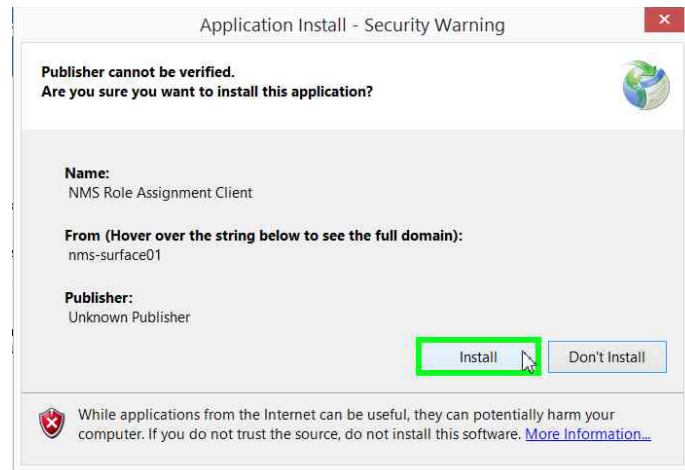 Application Install - Security Warning
Publisher cannot be verified.
Are you sure you want to install this application?
Name:
NMS Role Assignment Client
From (Hover over the string below to see the full domain):
nms-surface01
Publisher:
Unknown Publisher
Install
Don't Install
While applications from the Internet can be useful, they can potentially harm your
computer. If you do not trust the source, do not install this software. More Information...